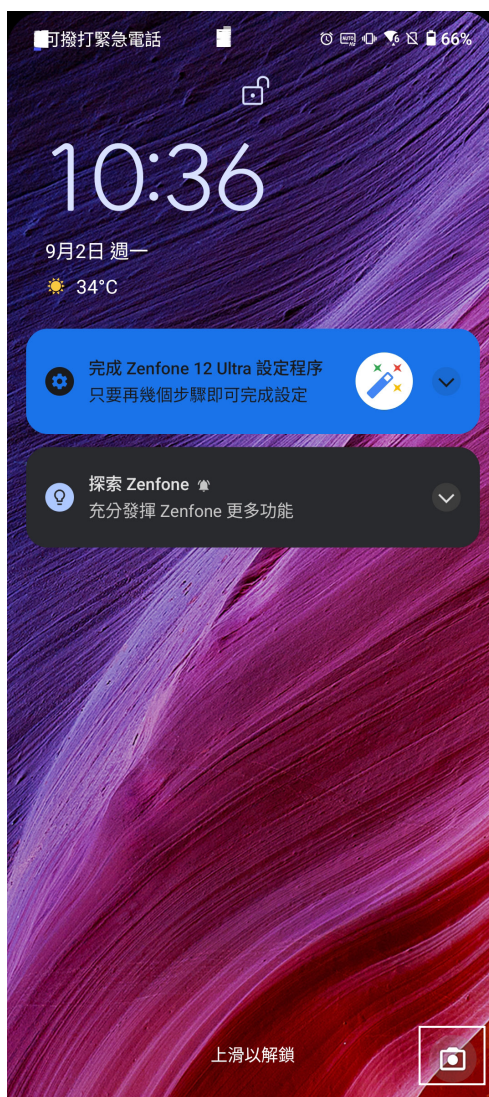 可撥打緊急電話 66%
10:36
9月2日 週一
34°C
完成 Zenfone 12 Ultra 設定程序
只要再幾個步驟即可完成設定
探索 Zenfone
充分發揮 Zenfone 更多功能
上滑以解鎖